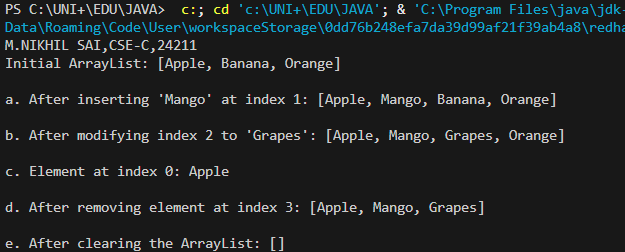 PS C:\UNI+\EDU\JAVA>  c:; cd 'c:\UNI+\EDU\JAVA'; & 'C:\Program Files\java\jdk-
Data\Roaming\Code\User\workspaceStorage\0dd76b248efa7da39d99af21f39ab4a8\redha
M.NIKHIL SAI,CSE-C,24211
Initial ArrayList: [Apple, Banana, Orange]
a. After inserting 'Mango' at index 1: [Apple, Mango, Banana, Orange]
b. After modifying index 2 to 'Grapes': [Apple, Mango, Grapes, Orange]
c. Element at index 0: Apple
d. After removing element at index 3: [Apple, Mango, Grapes]
e. After clearing the ArrayList: []